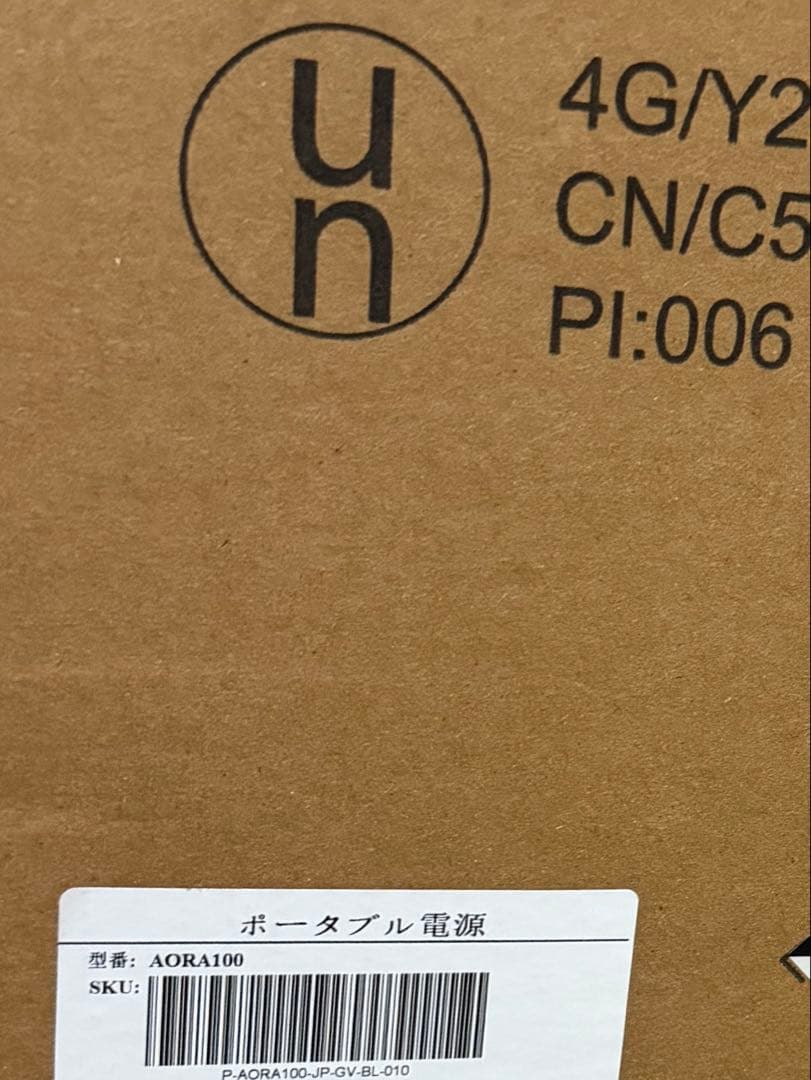 un
4G/Y2
CN/C5
PI:006
ポータブル電源
型番: AORA100
SKU:
P-AORA100-JP-GV-BL-010